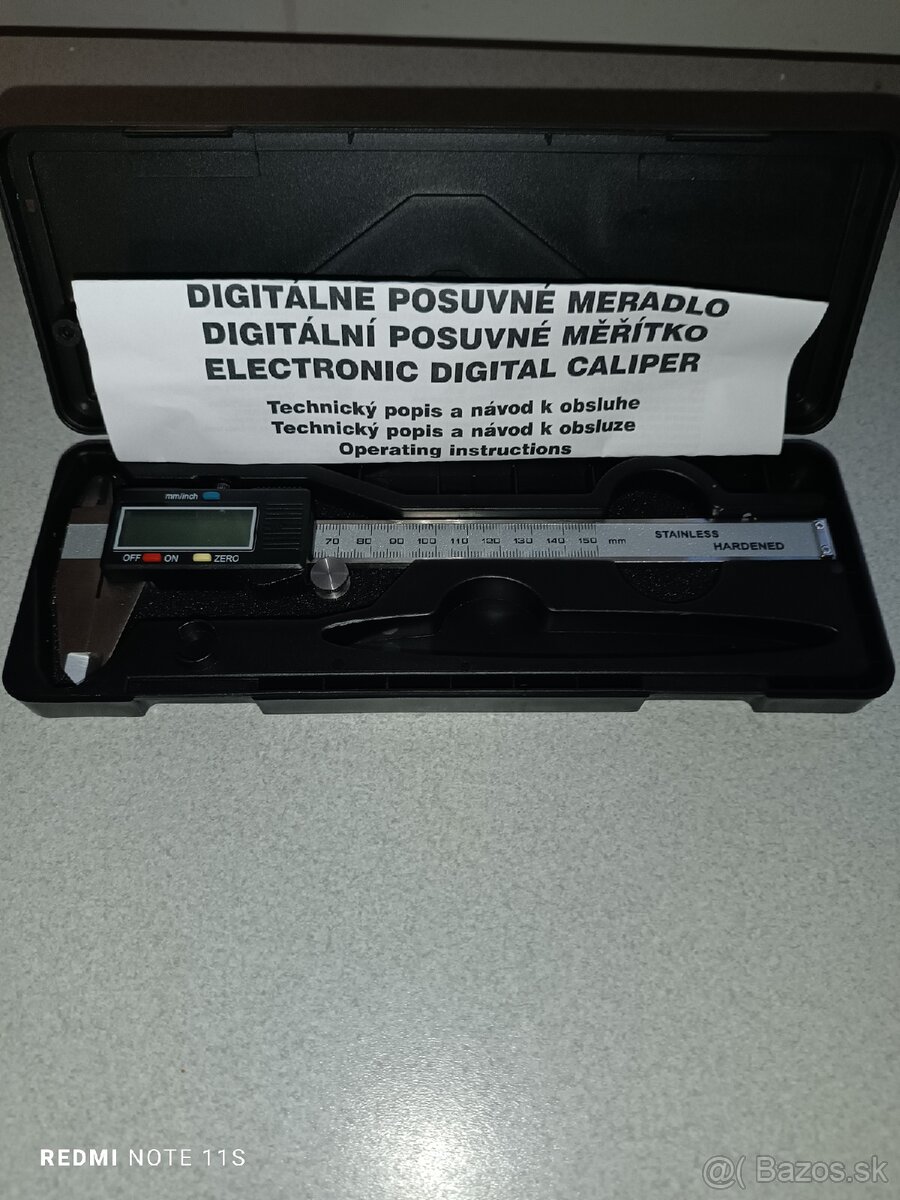 DIGITÁLNE POSUVNÉ MERADLO
DIGITÁLNÍ POSUVNÉ MĚŘÍTKO
ELECTRONIC DIGITAL CALIPER
Technický popis a návod k obsluhe
Technický popis a návod k obsluze
Operating instructions
mm/inch
OFF ON ZERO
70 80 90 100 110 120 130 140 150 mm
STAINLESS
HARDENED
REDMI NOTE 11S
@( Bazos.sk